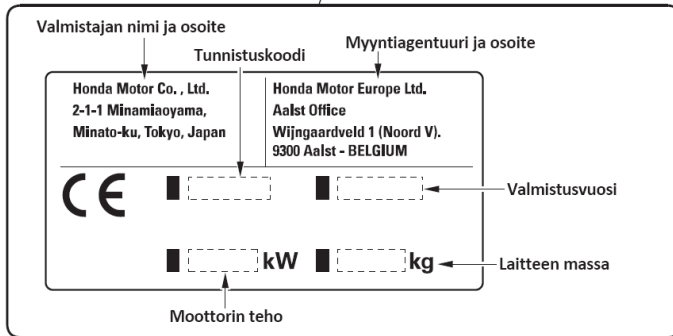 Valmistajan nimi ja osoite
Tunnistuskoodi
Myyntiagentuuri ja osoite
Honda Motor Co. , Ltd.
2-1-1 Minamiaoyama,
Minato-ku, Tokyo, Japan
Honda Motor Europe Ltd.
Aalst Office
Wijngaardveld 1 (Noord V).
9300 Aalst - BELGIUM
CE
Valmistusvuosi
kW
kg
Laitteen massa
Moottorin teho